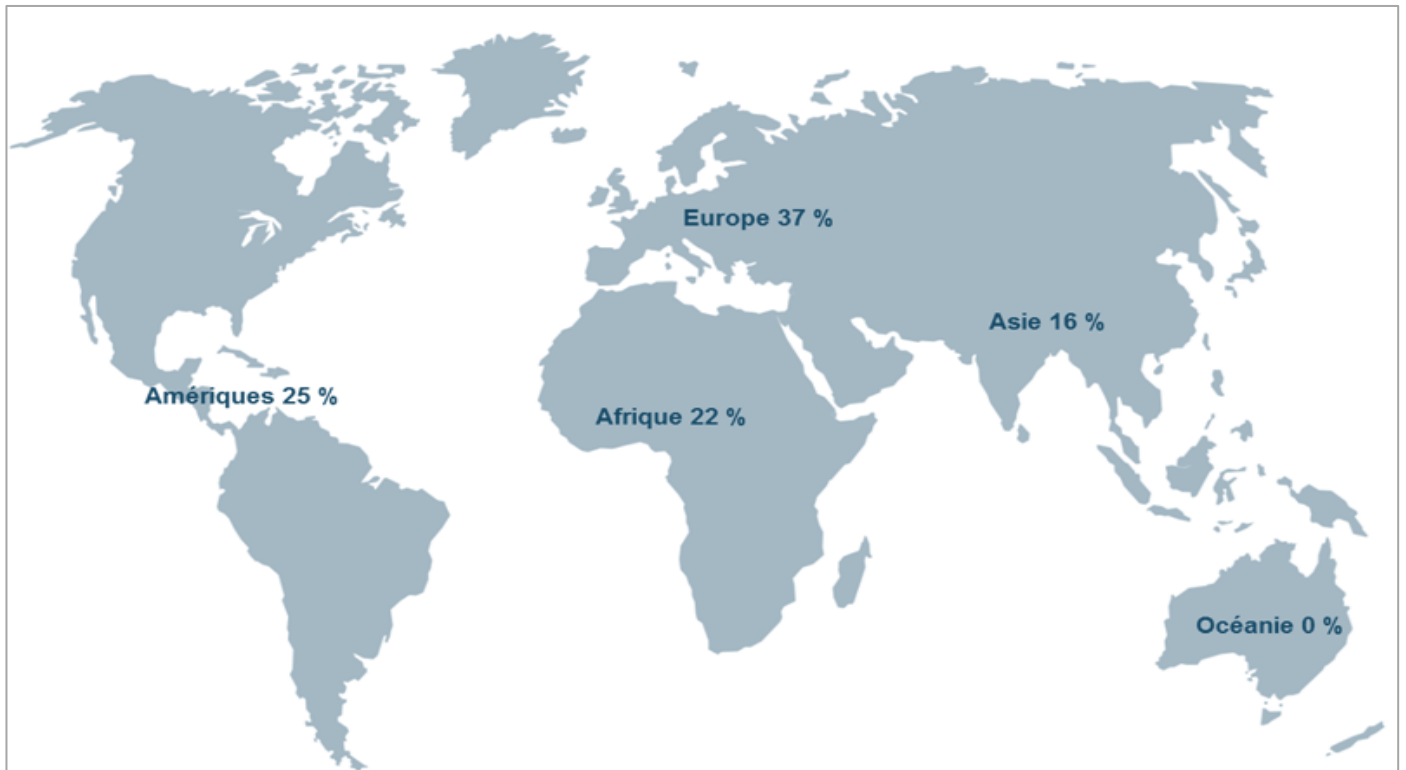 Europe 37 %
Asie 16 %
Amériques 25 %
Afrique 22 %
Océanie 0 %